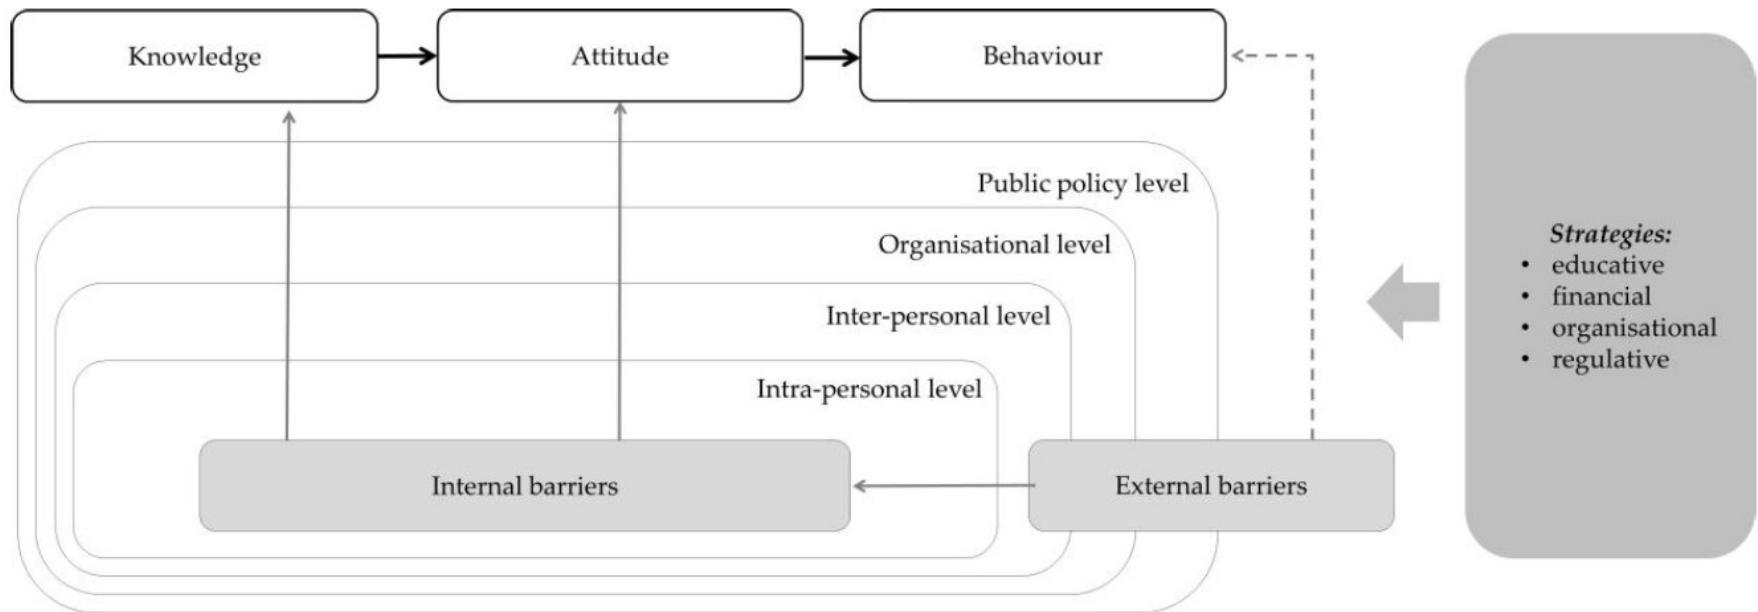 Knowledge
Attitude
Behaviour
Public policy level
Organisational level
Inter-personal level
Intra-personal level
Internal barriers
External barriers
Strategies:
• educative
• financial
• organisational
• regulative